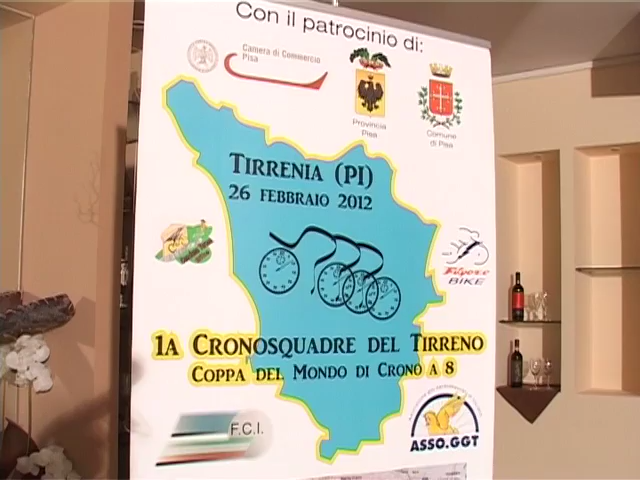 Con il patrocinio di:
Camera di Commercio
Pisa
Provincia
Pisa
Comune
di Pisa
TIRRENIA (PI)
26 FEBBRAIO 2012
BIKE
1A CRONOSQUADRE DEL TIRRENO
COPPA DEL MONDO DI CRONO A 8
F.C.I.
ASSO.GGT